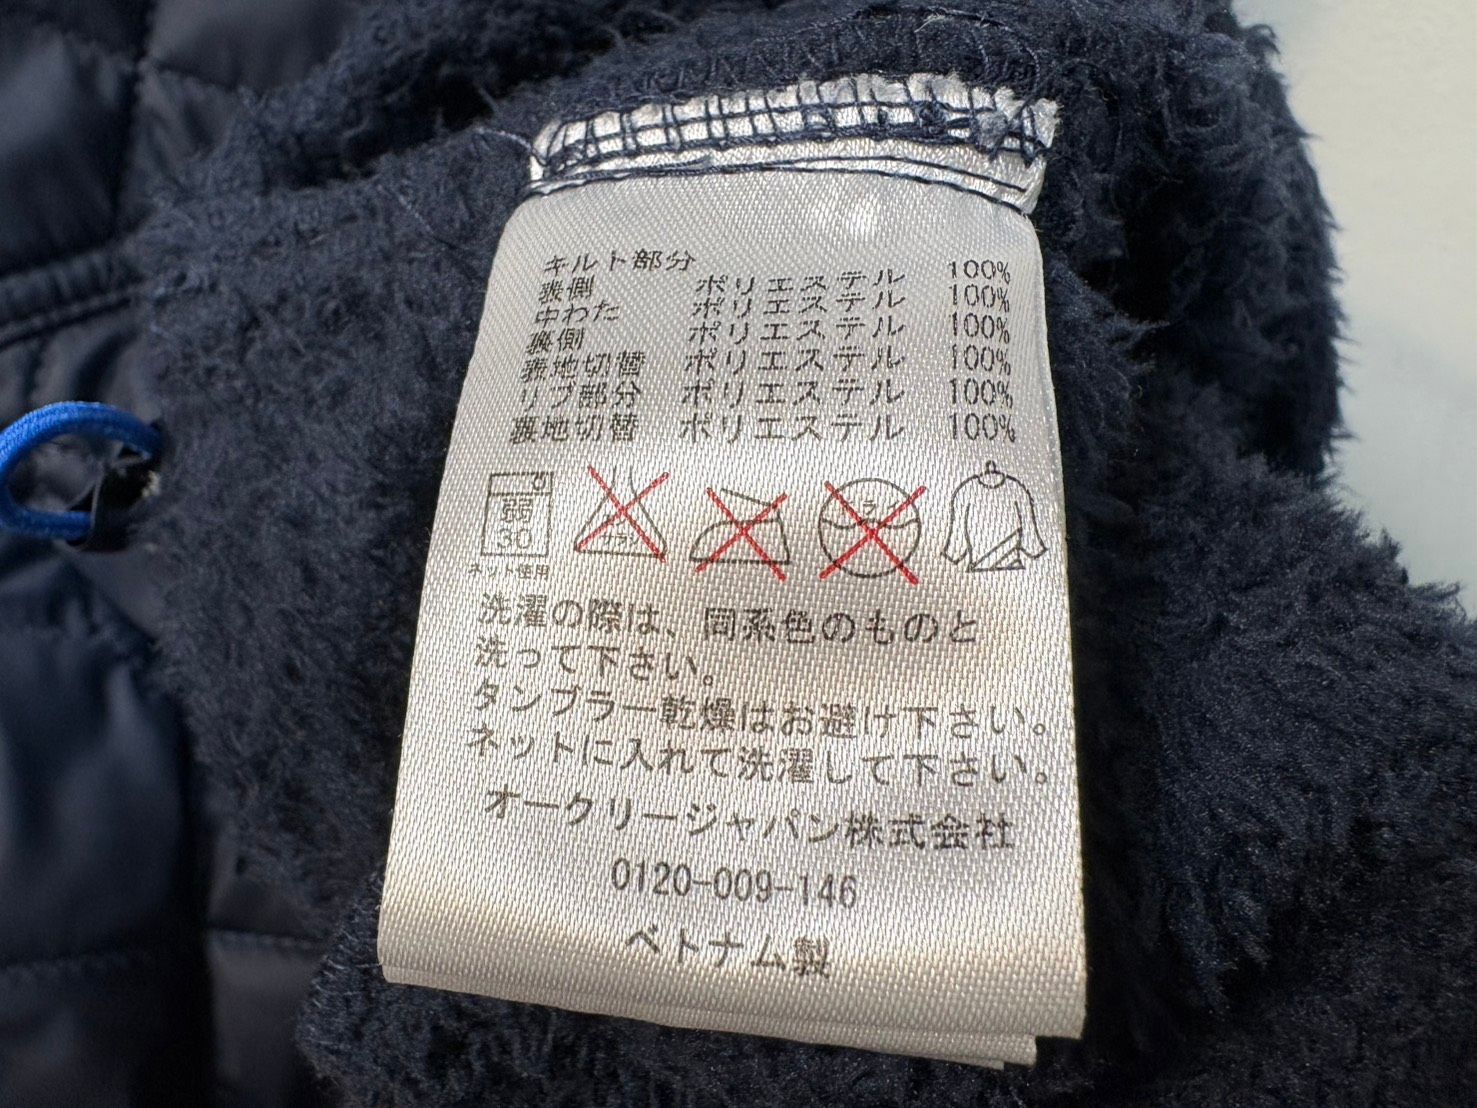 キルト部分
表側 ポリエステル 100%
中わた ポリエステル 100%
裏側 ポリエステル 100%
表地切替 ポリエステル 100%
リブ部分 ポリエステル 100%
裏地切替 ポリエステル 100%
弱
30
ネット使用
洗濯の際は、同系色のものと
洗って下さい。
タンブラー乾燥はお避け下さい。
ネットに入れて洗濯して下さい。
オークリージャパン株式会社
0120-009-146
ベトナム製